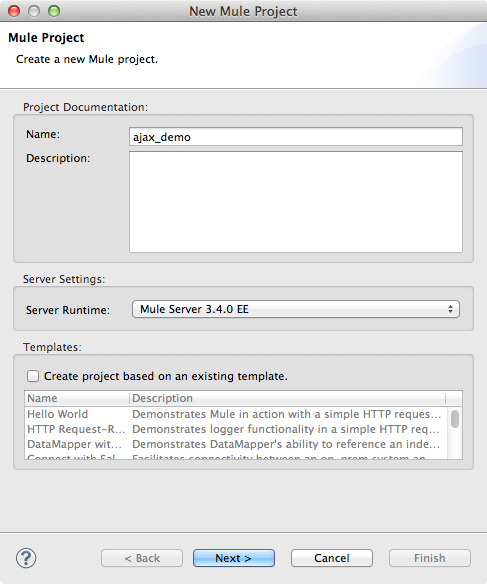 New Mule Project
Mule Project
Create a new Mule project.
Project Documentation:
Name:
ajax_demo
Description:
Server Settings:
Server Runtime:
Mule Server 3.4.0 EE
Templates:
Create project based on an existing template.
Name Description
Hello World Demonstrates Mule in action with a simple HTTP reques...
HTTP Request-R... Demonstrates logger functionality in a simple HTTP req...
DataMapper wit... Demonstrates DataMapper's ability to reference an inde...
Connect with Sal Facilitates connectivity between an on-prem system an
? < Back Next > Cancel Finish